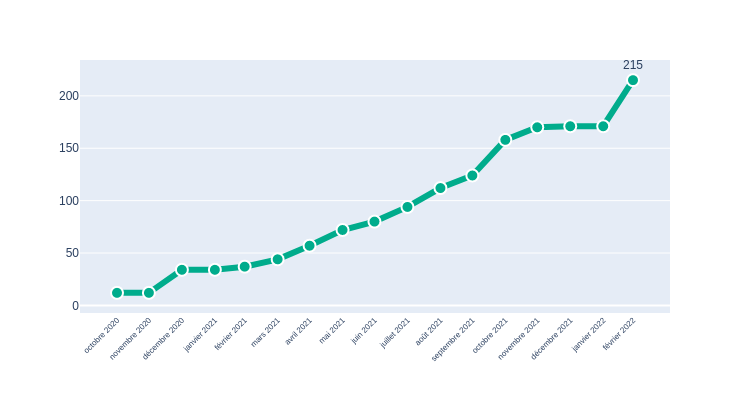 215
200
150
100
50
0
octobre 2020
novembre 2020
décembre 2020
janvier 2021
février 2021
mars 2021
avril 2021
mai 2021
juin 2021
juillet 2021
août 2021
septembre 2021
octobre 2021
novembre 2021
décembre 2021
janvier 2022
février 2022